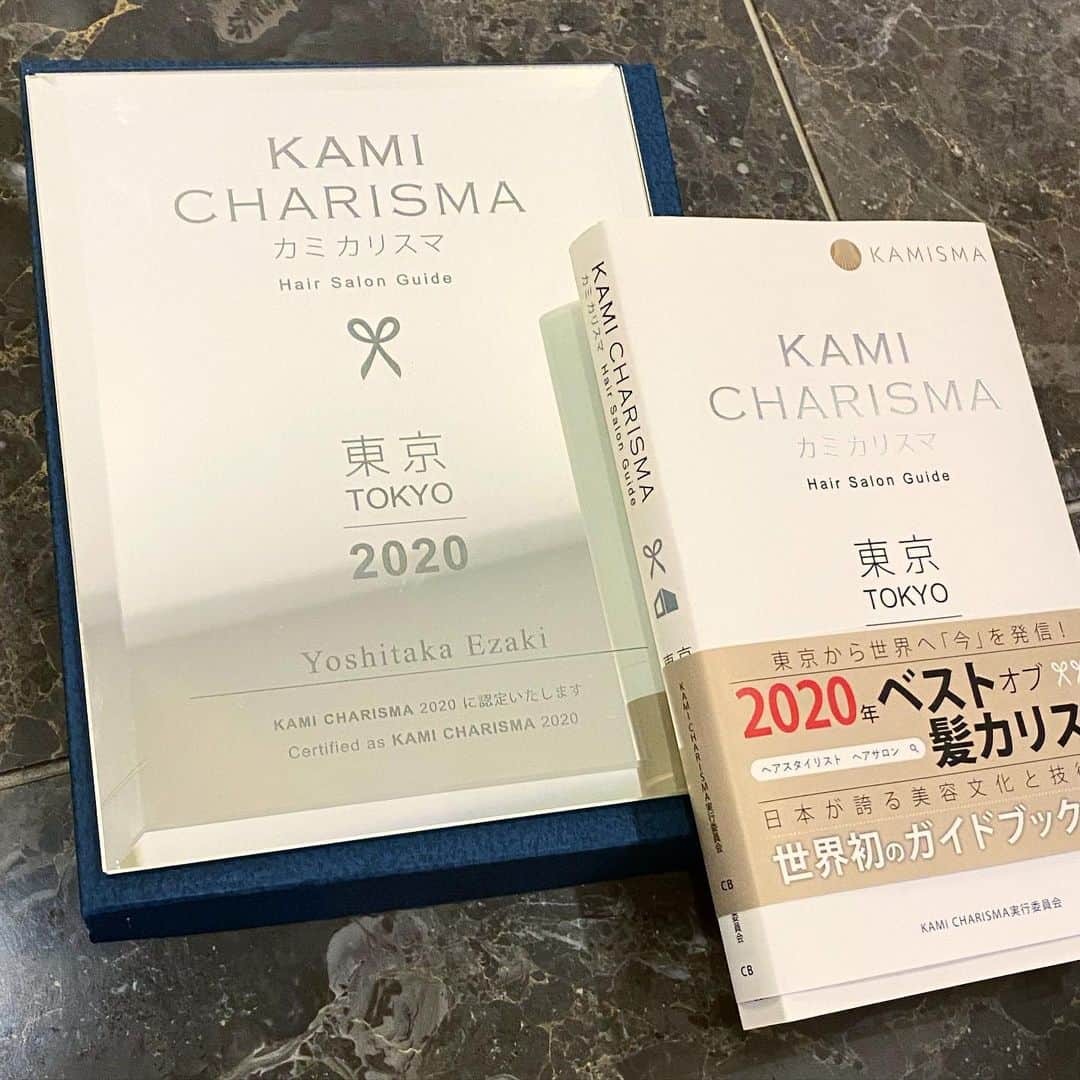 KAMI
CHARISMA
カミカリスマ
Hair Salon Guide
東京
TOKYO
2020
Yoshitaka Ezaki
KAMI CHARISMA 2020 に認定いたします
Certified as KAMI CHARISMA 2020
KAMI CHARISMA
カミカリスマ Hair Salon Guide
東京
KAMI CHARISMA実行委員会
CB
委員会
CB
KAMISMA
KAMI
CHARISMA
カミカリスマ
Hair Salon Guide
東京
TOKYO
東京から世界へ「今」を発信!
2020年ベストオブ
ヘアスタイリスト ヘアサロン
髪カリス
日本が誇る美容文化と技
世界初のガイドブック
KAMI CHARISMA実行委員会